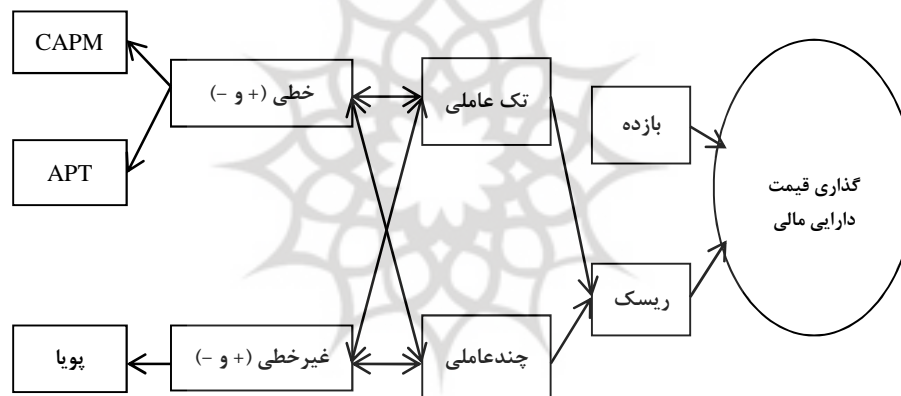 CAPM
خطی (+ و -)
تک عاملی
بازده
APT
گذاری قیمت
دارایی مالی
ریسک
پویا
غیرخطی (+ و -)
چندعاملی